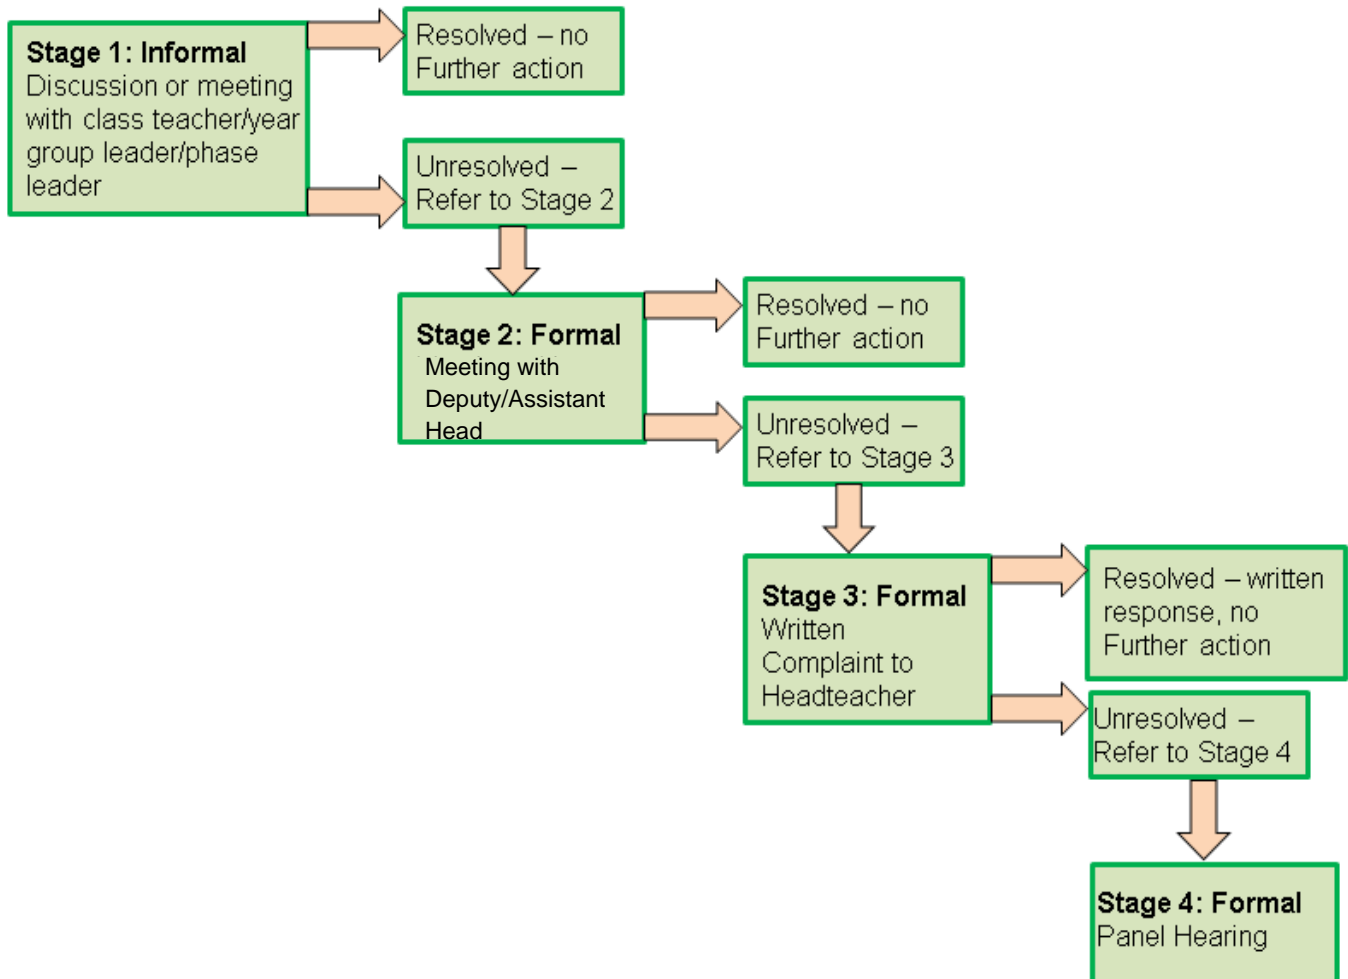 Stage 1: Informal
Discussion or meeting
with class teacher/year
group leader/phase
leader
Resolved – no
Further action
Unresolved –
Refer to Stage 2
Stage 2: Formal
Meeting with
Deputy/Assistant
Head
Resolved – no
Further action
Unresolved –
Refer to Stage 3
Stage 3: Formal
Written
Complaint to
Headteacher
Resolved – written
response, no
Further action
Unresolved –
Refer to Stage 4
Stage 4: Formal
Panel Hearing